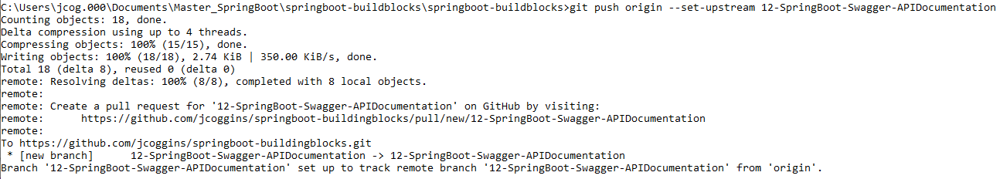 C:\Users\jcog.000\Documents\Master_SpringBoot\springboot-buildblocks\springboot-buildblocks>git push origin --set-upstream 12-SpringBoot-Swagger-APIDocumentation
Counting objects: 18, done.
Delta compression using up to 4 threads.
Compressing objects: 100% (15/15), done.
Writing objects: 100% (18/18), 2.74 KiB | 350.00 KiB/s, done.
Total 18 (delta 8), reused 0 (delta 0)
remote: Resolving deltas: 100% (8/8), completed with 8 local objects.
remote:
remote: Create a pull request for '12-SpringBoot-Swagger-APIDocumentation' on GitHub by visiting:
remote:      https://github.com/jcoggins/springboot-buildingblocks/pull/new/12-SpringBoot-Swagger-APIDocumentation
remote:
To https://github.com/jcoggins/springboot-buildingblocks.git
 * [new branch]      12-SpringBoot-Swagger-APIDocumentation -> 12-SpringBoot-Swagger-APIDocumentation
Branch '12-SpringBoot-Swagger-APIDocumentation' set up to track remote branch '12-SpringBoot-Swagger-APIDocumentation' from 'origin'.